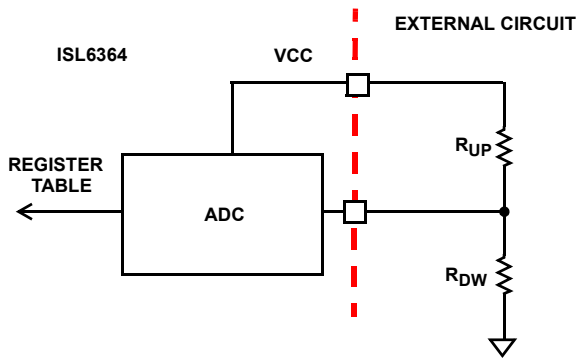 EXTERNAL CIRCUIT
ISL6364
VCC
RUP
REGISTER
TABLE
ADC
RDW